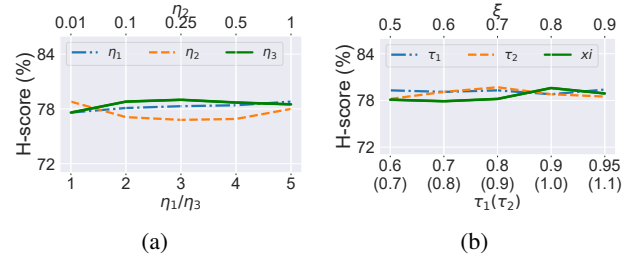 η₂
0.01 0.1 0.25 0.5 1
84
78
72
H-score (%)
η₁ η₂ η₃
1 2 3 4 5
η₁/η₃
(a)
ξ
0.5 0.6 0.7 0.8 0.9
84
78
72
H-score (%)
τ₁ τ₂ xi
0.6 0.7 0.8 0.9 0.95
(0.7) (0.8) (0.9) (1.0) (1.1)
τ₁(τ₂)
(b)